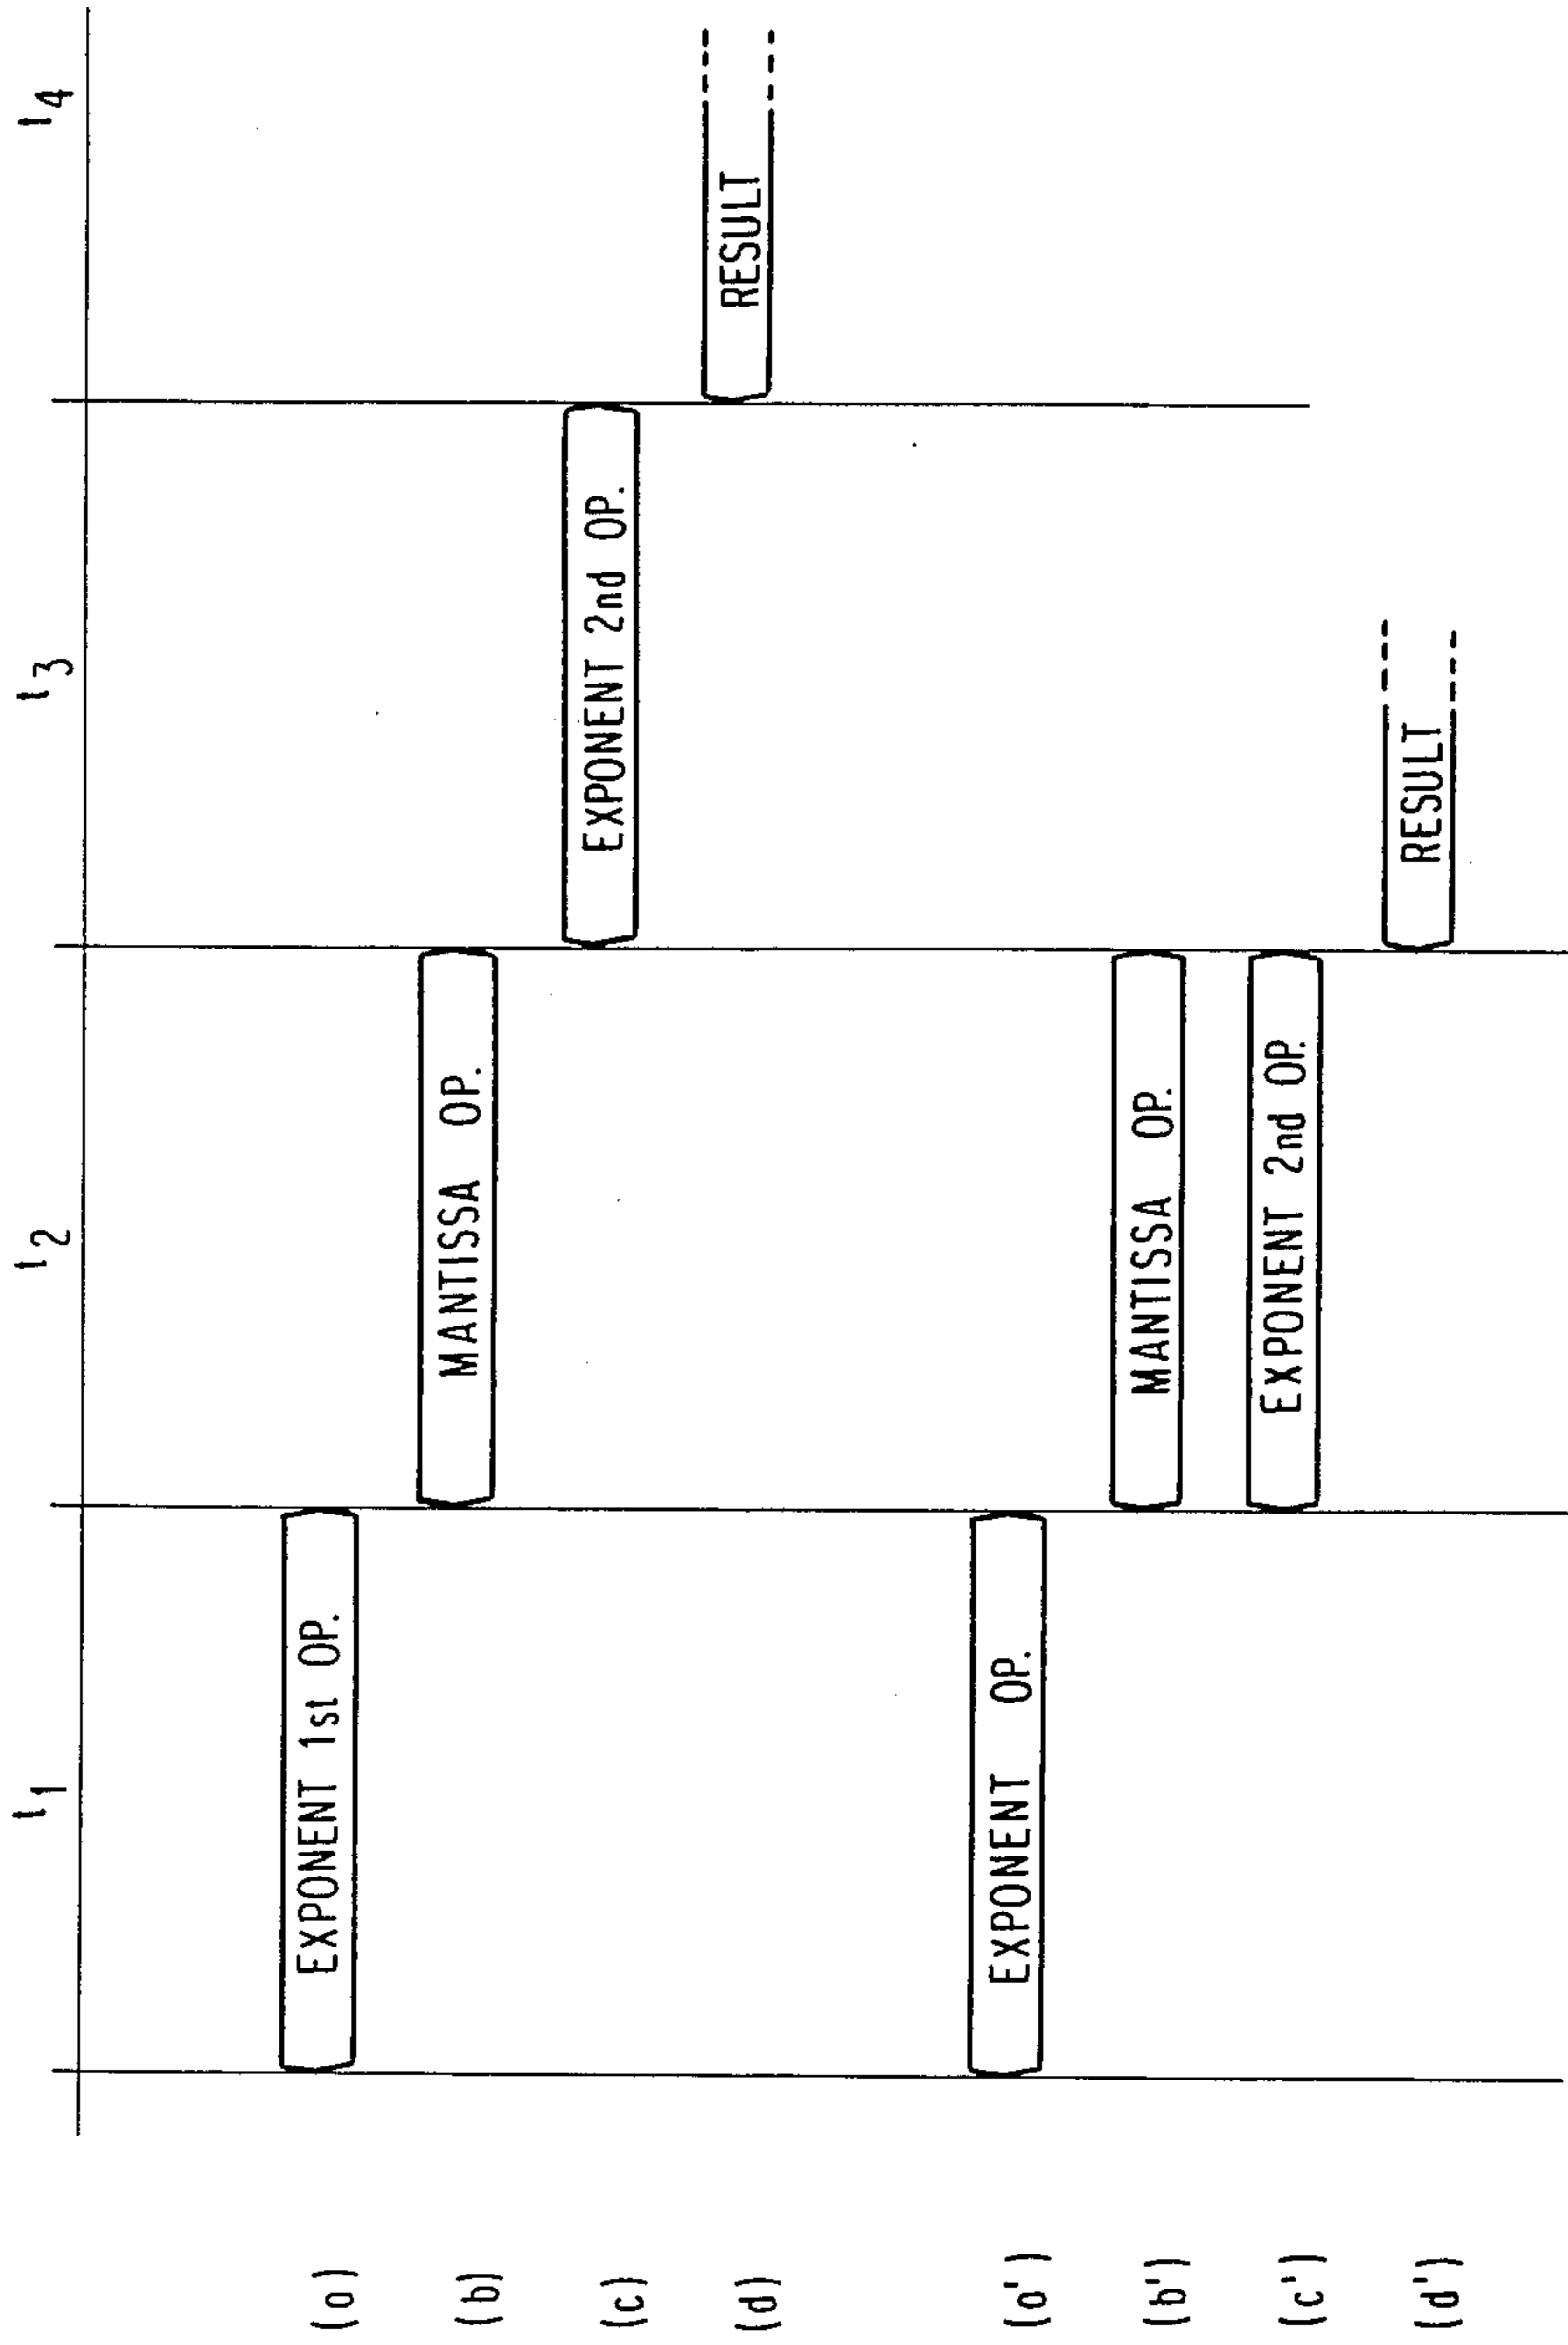 t1 t2 t3 t4
(a) EXPONENT 1st OP.
(b) MANTISSA OP.
(c) EXPONENT 2nd OP.
(d) RESULT
(a') EXPONENT OP.
(b') MANTISSA OP.
(c') EXPONENT 2nd OP.
(d') RESULT